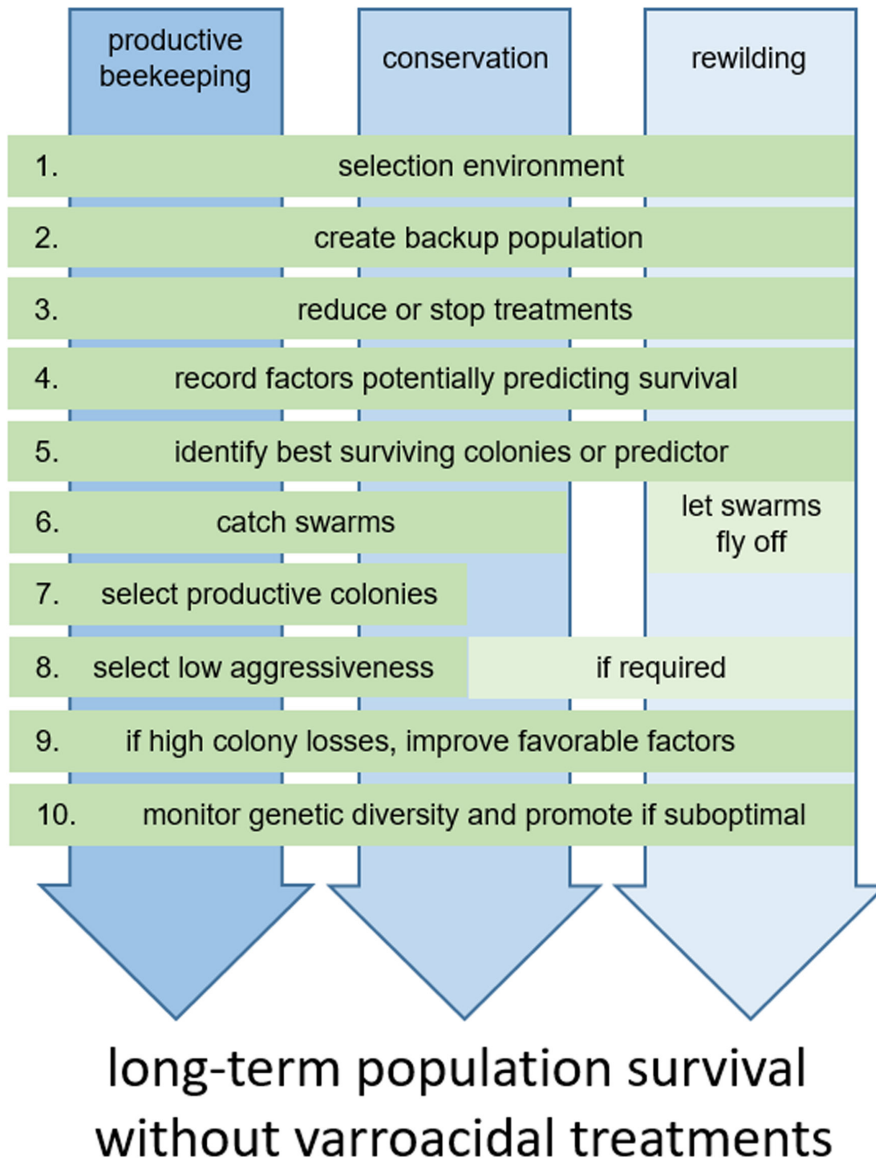 productive
beekeeping
conservation
rewilding
1. selection environment
2. create backup population
3. reduce or stop treatments
4. record factors potentially predicting survival
5. identify best surviving colonies or predictor
6. catch swarms
let swarms
fly off
7. select productive colonies
8. select low aggressiveness if required
9. if high colony losses, improve favorable factors
10. monitor genetic diversity and promote if suboptimal
long-term population survival
without varroacidal treatments